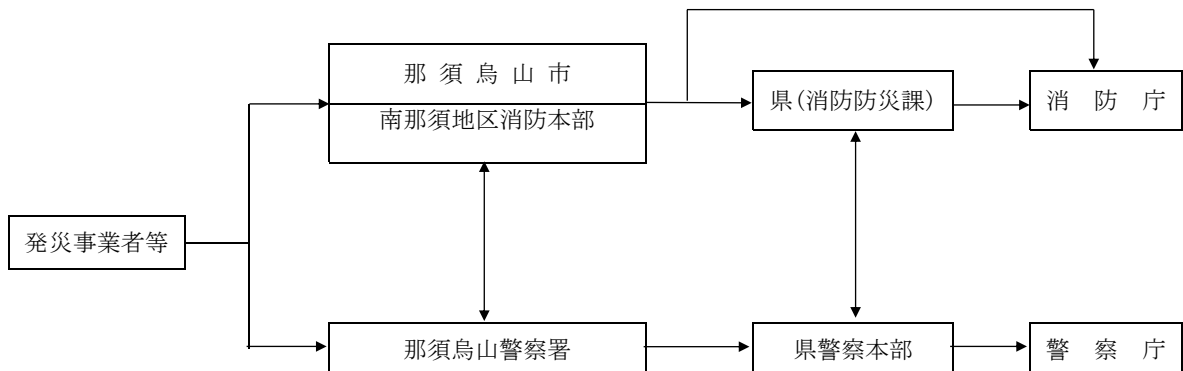 那 須 烏 山 市
南那須地区消防本部
県(消防防災課)
消 防 庁
発災事業者等
那須烏山警察署
県警察本部
警 察 庁